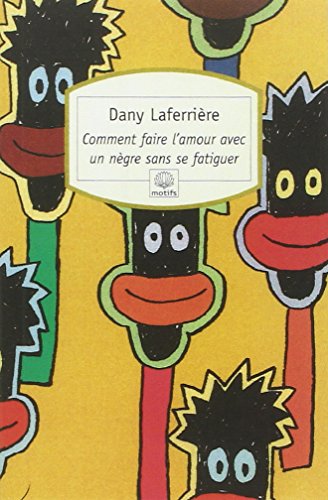 Dany Laferrière
Comment faire l'amour avec
un nègre sans se fatiguer
motifs